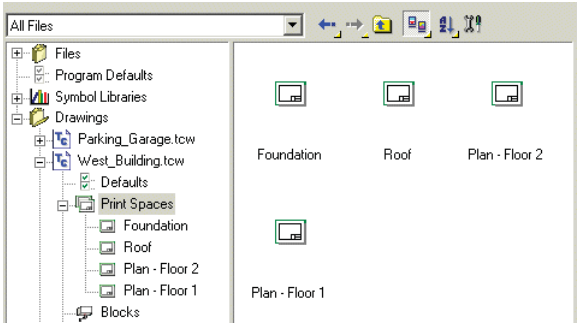 All Files
Files
Program Defaults
Symbol Libraries
Drawings
Parking_Garage.tcw
West_Building.tcw
Defaults
Print Spaces
Foundation
Roof
Plan - Floor 2
Plan - Floor 1
Blocks
Foundation
Roof
Plan - Floor 2
Plan - Floor 1